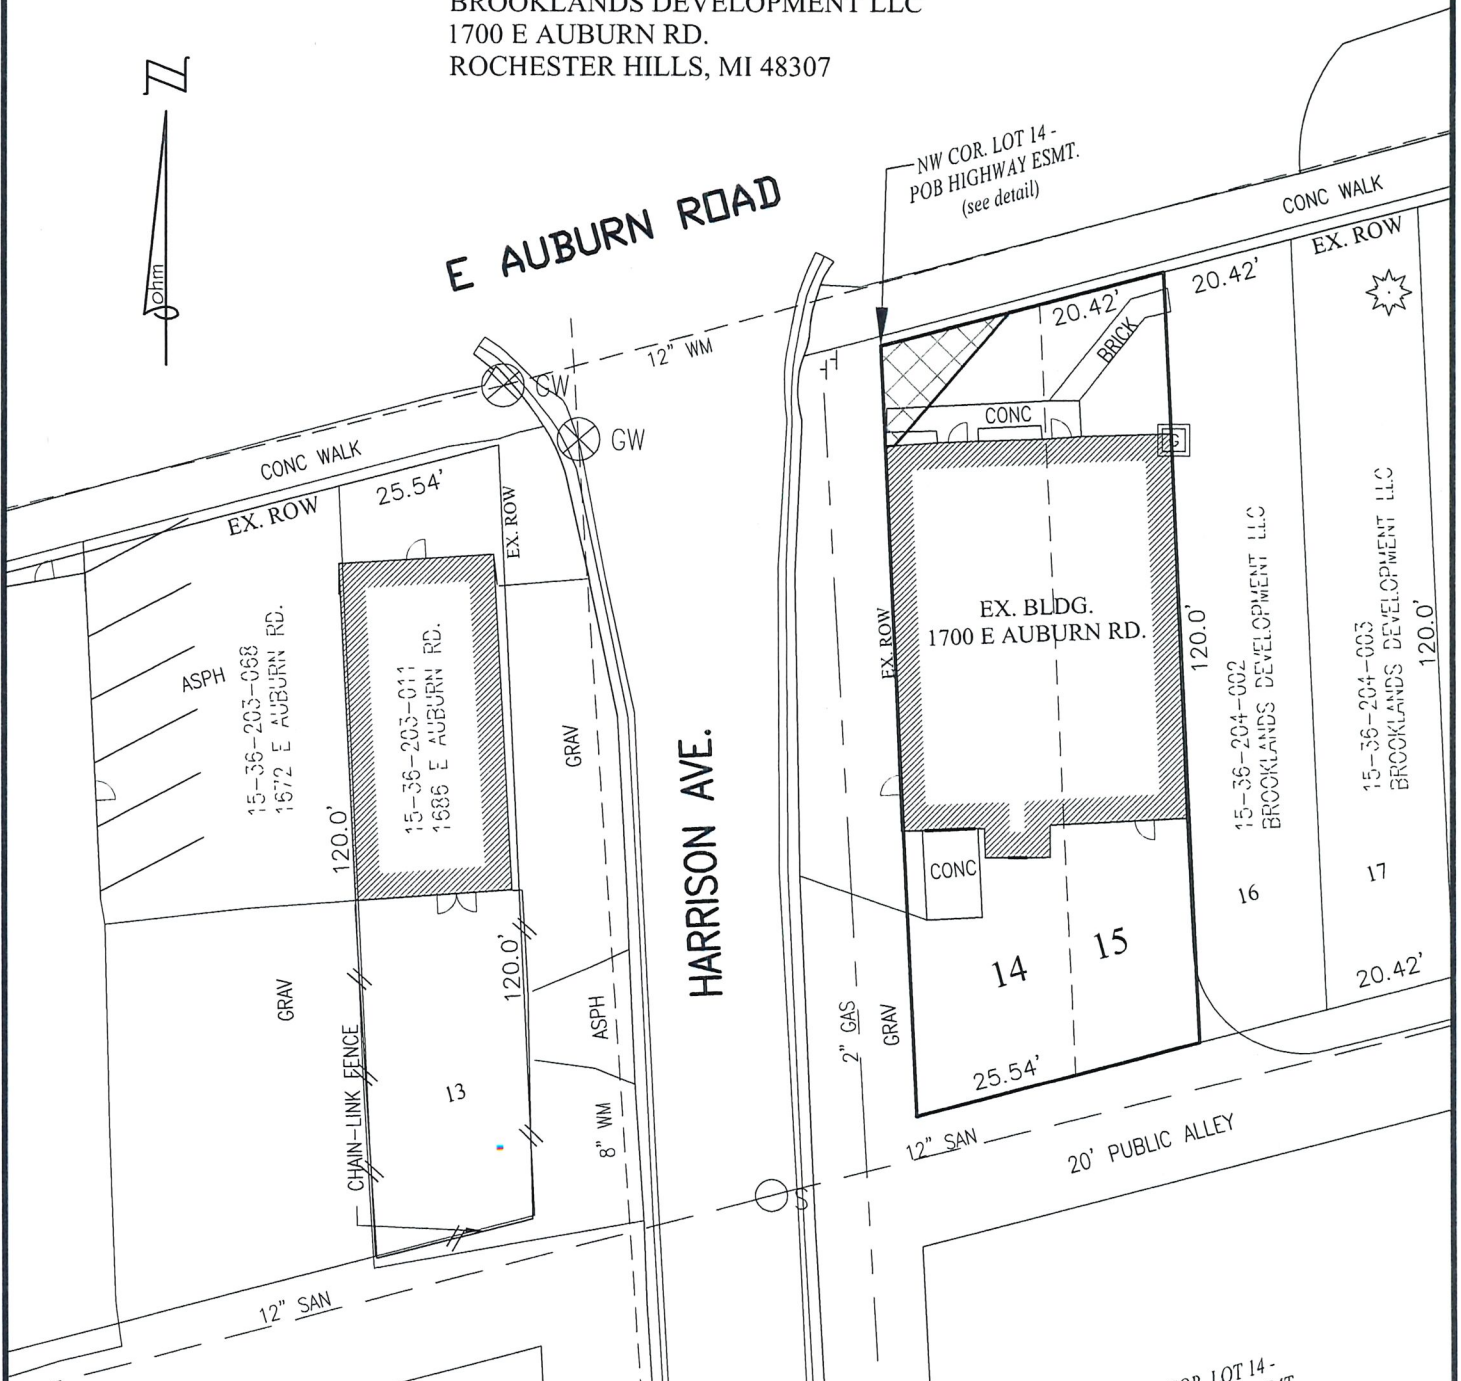 BROOKLANDS DEVELOPMENT LLC
1700 E AUBURN RD.
ROCHESTER HILLS, MI 48307
N
Ohm
NW COR. LOT 14 -
POB HIGHWAY ESMT.
(see detail)
E AUBURN ROAD
CONC WALK
EX. ROW
20.42'
20.42'
BRICK
12" WM
GW
GW
CONC
G
CONC WALK
25.54'
EX. ROW
EX. ROW
ASPH
15-36-203-068
1672 E AUBURN RD.
15-36-203-011
1686 E AUBURN RD.
120.0'
GRAV
HARRISON AVE.
EX. ROW
EX. BLDG.
1700 E AUBURN RD.
120.0'
15-36-204-002
BROOKLANDS DEVELOPMENT LLC
15-36-204-003
BROOKLANDS DEVELOPMENT LLC
120.0'
CONC
16
17
14
15
20.42'
120.0'
GRAV
CHAIN-LINK FENCE
13
ASPH
8" WM
2" GAS
GRAV
25.54'
12" SAN
20' PUBLIC ALLEY
S
12" SAN
LOT 14 -